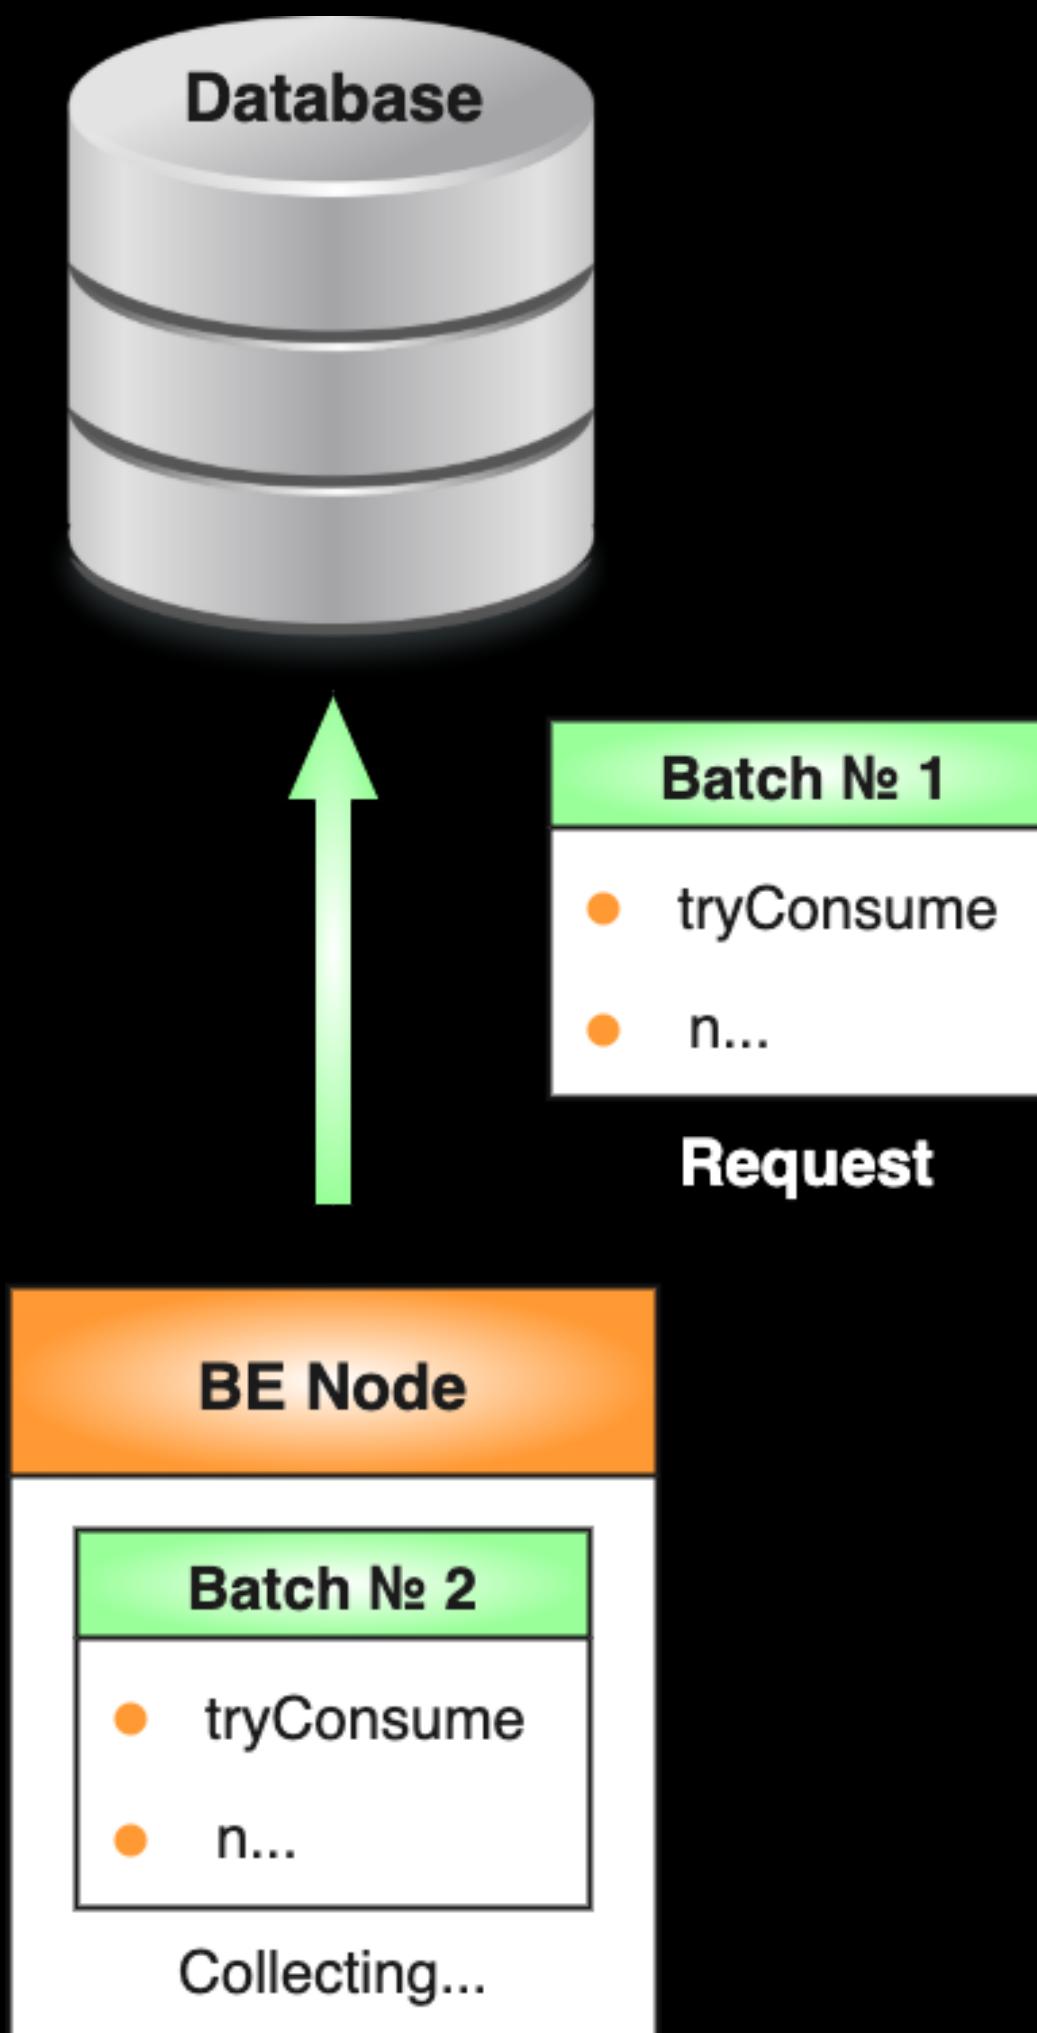 Database
Batch № 1
tryConsume
n...
Request
BE Node
Batch № 2
tryConsume
n...
Collecting...